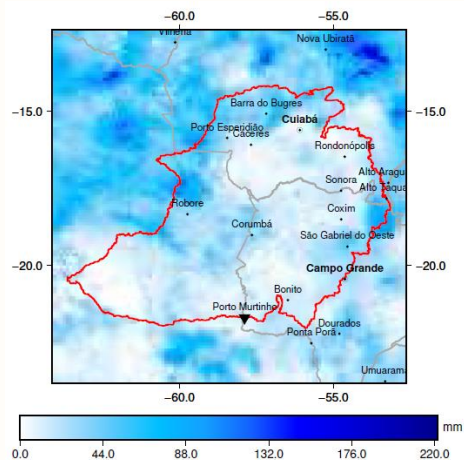 −60.0 −55.0
Vilhena
Nova Ubiratã
−15.0 −15.0
Barra do Bugres
Cuiabá
Porto Esperidião
Cáceres
Rondonópolis
Alto Aragu
Sonora
Alto Taqua
Robore
Coxim
Corumbá
São Gabriel do Oeste
−20.0 −20.0
Campo Grande
Bonito
Porto Murtinho
Dourados
Ponta Porã
Umuarama
−60.0 −55.0
mm
0.0 44.0 88.0 132.0 176.0 220.0